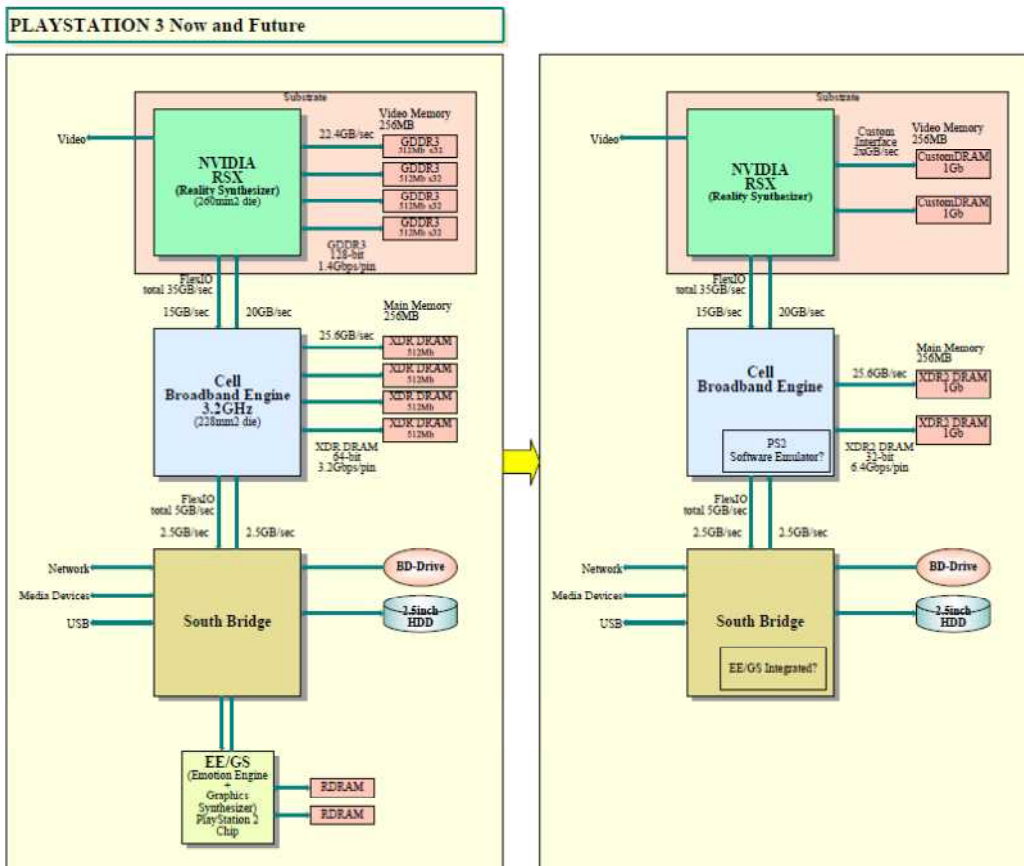 PLAYSTATION 3 Now and Future
Substrate
Video
NVIDIA
RSX
(Reality Synthesizer)
(260mm2 die)
22.4GB/sec
Video Memory
256MB
GDDR3
512Mb x32
GDDR3
512Mb x32
GDDR3
512Mb x32
GDDR3
512Mb x32
GDDR3
128-bit
1.4Gbps/pin
FlexIO
total 35GB/sec
15GB/sec
20GB/sec
Main Memory
256MB
Cell
Broadband Engine
3.2GHz
(228mm2 die)
25.6GB/sec
XDR DRAM
512Mb
XDR DRAM
512Mb
XDR DRAM
512Mb
XDR DRAM
512Mb
XDR DRAM
64-bit
3.2Gbps/pin
FlexIO
total 5GB/sec
2.5GB/sec
2.5GB/sec
Network
Media Devices
USB
South Bridge
BD-Drive
2.5inch
HDD
EE/GS
(Emotion Engine
+
Graphics
Synthesizer)
PlayStation 2
Chip
RDRAM
RDRAM
Substrate
Video
NVIDIA
RSX
(Reality Synthesizer)
Custom
Interface
2xGB/sec
Video Memory
256MB
CustomDRAM
1Gb
CustomDRAM
1Gb
FlexIO
total 35GB/sec
15GB/sec
20GB/sec
Cell
Broadband Engine
PS2
Software Emulator?
Main Memory
256MB
25.6GB/sec
XDR2 DRAM
1Gb
XDR2 DRAM
1Gb
XDR2 DRAM
32-bit
6.4Gbps/pin
FlexIO
total 5GB/sec
2.5GB/sec
2.5GB/sec
Network
Media Devices
USB
South Bridge
EE/GS Integrated?
BD-Drive
2.5inch
HDD